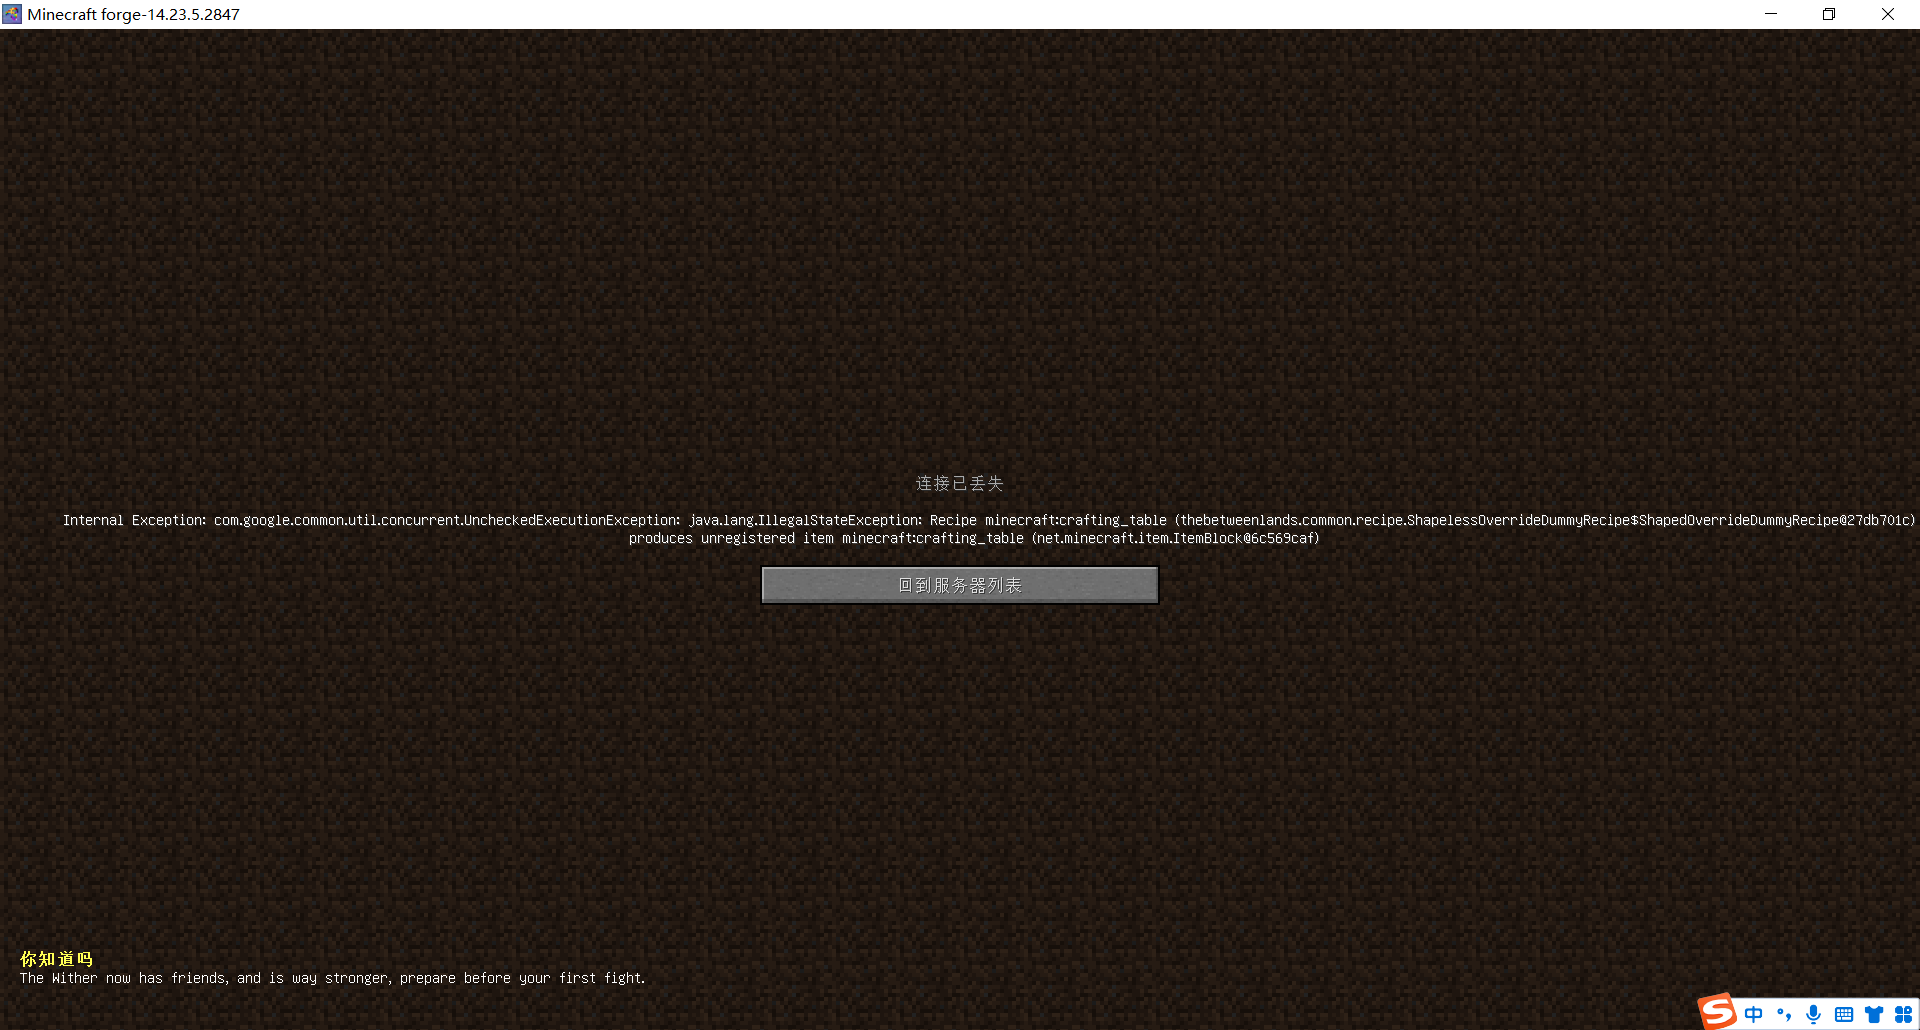 Minecraft forge-14.23.5.2847
连接已丢失
Internal Exception: com.google.common.util.concurrent.UncheckedExecutionException: java.lang.IllegalStateException: Recipe minecraft:crafting_table (thebetweenlands.common.recipe.ShapelessOverrideDummyRecipe$ShapedOverrideDummyRecipe@27db701c)
produces unregistered item minecraft:crafting_table (net.minecraft.item.ItemBlock@6c569caf)
回到服务器列表
你知道吗
The Wither now has friends, and is way stronger, prepare before your first fight.
S 中